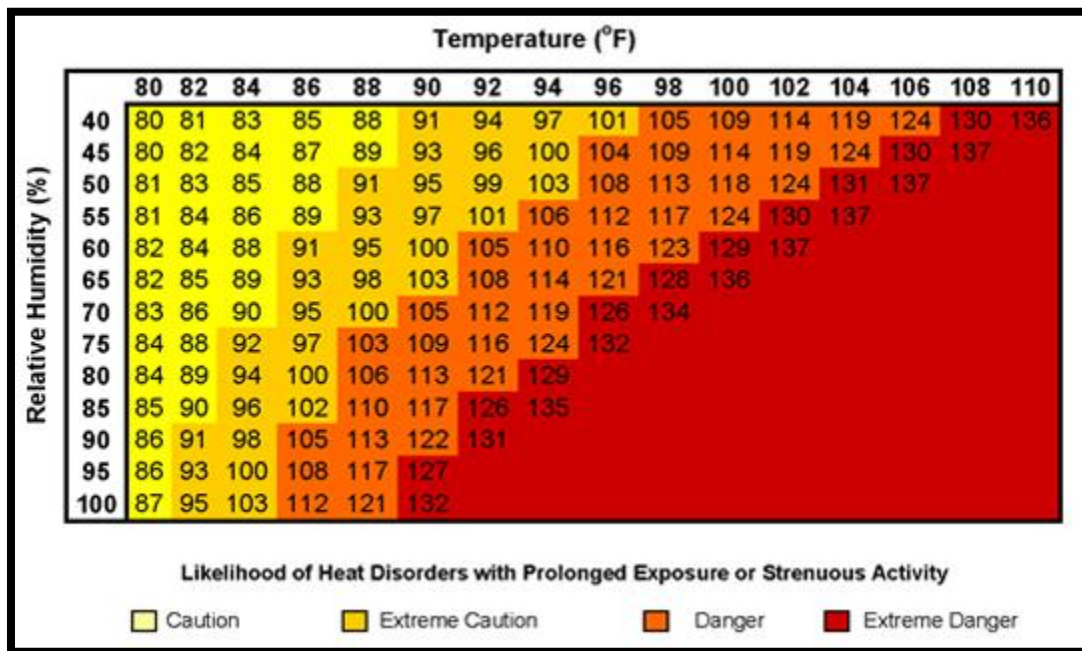 Temperature (°F)
80 82 84 86 88 90 92 94 96 98 100 102 104 106 108 110
Relative Humidity (%)
40 80 81 83 85 88 91 94 97 101 105 109 114 119 124 130 136
45 80 82 84 87 89 93 96 100 104 109 114 119 124 130 137
50 81 83 85 88 91 95 99 103 108 113 118 124 131 137
55 81 84 86 89 93 97 101 106 112 117 124 130 137
60 82 84 88 91 95 100 105 110 116 123 129 137
65 82 85 89 93 98 103 108 114 121 128 136
70 83 86 90 95 100 105 112 119 126 134
75 84 88 92 97 103 109 116 124 132
80 84 89 94 100 106 113 121 129
85 85 90 96 102 110 117 126 135
90 86 91 98 105 113 122 131
95 86 93 100 108 117 127
100 87 95 103 112 121 132
Likelihood of Heat Disorders with Prolonged Exposure or Strenuous Activity
Caution Extreme Caution Danger Extreme Danger